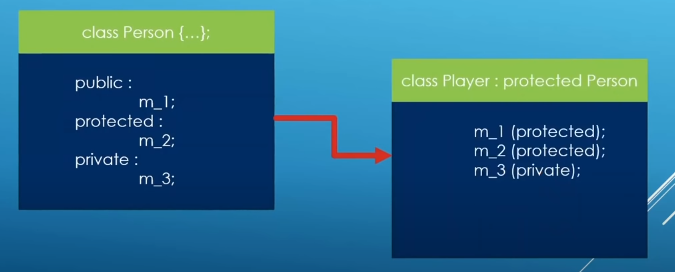 class Person {...};
public :
m_1;
protected :
m_2;
private :
m_3;
class Player : protected Person
m_1 (protected);
m_2 (protected);
m_3 (private);